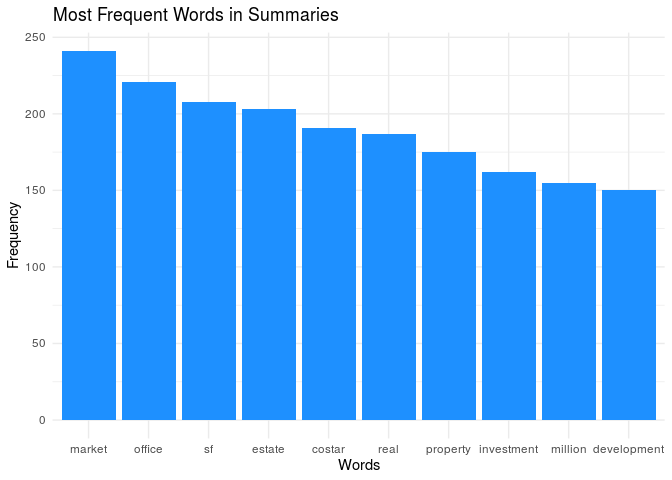 Most Frequent Words in Summaries
250
200
150
100
50
0
Frequency
market office sf estate costar real property investment million development
Words